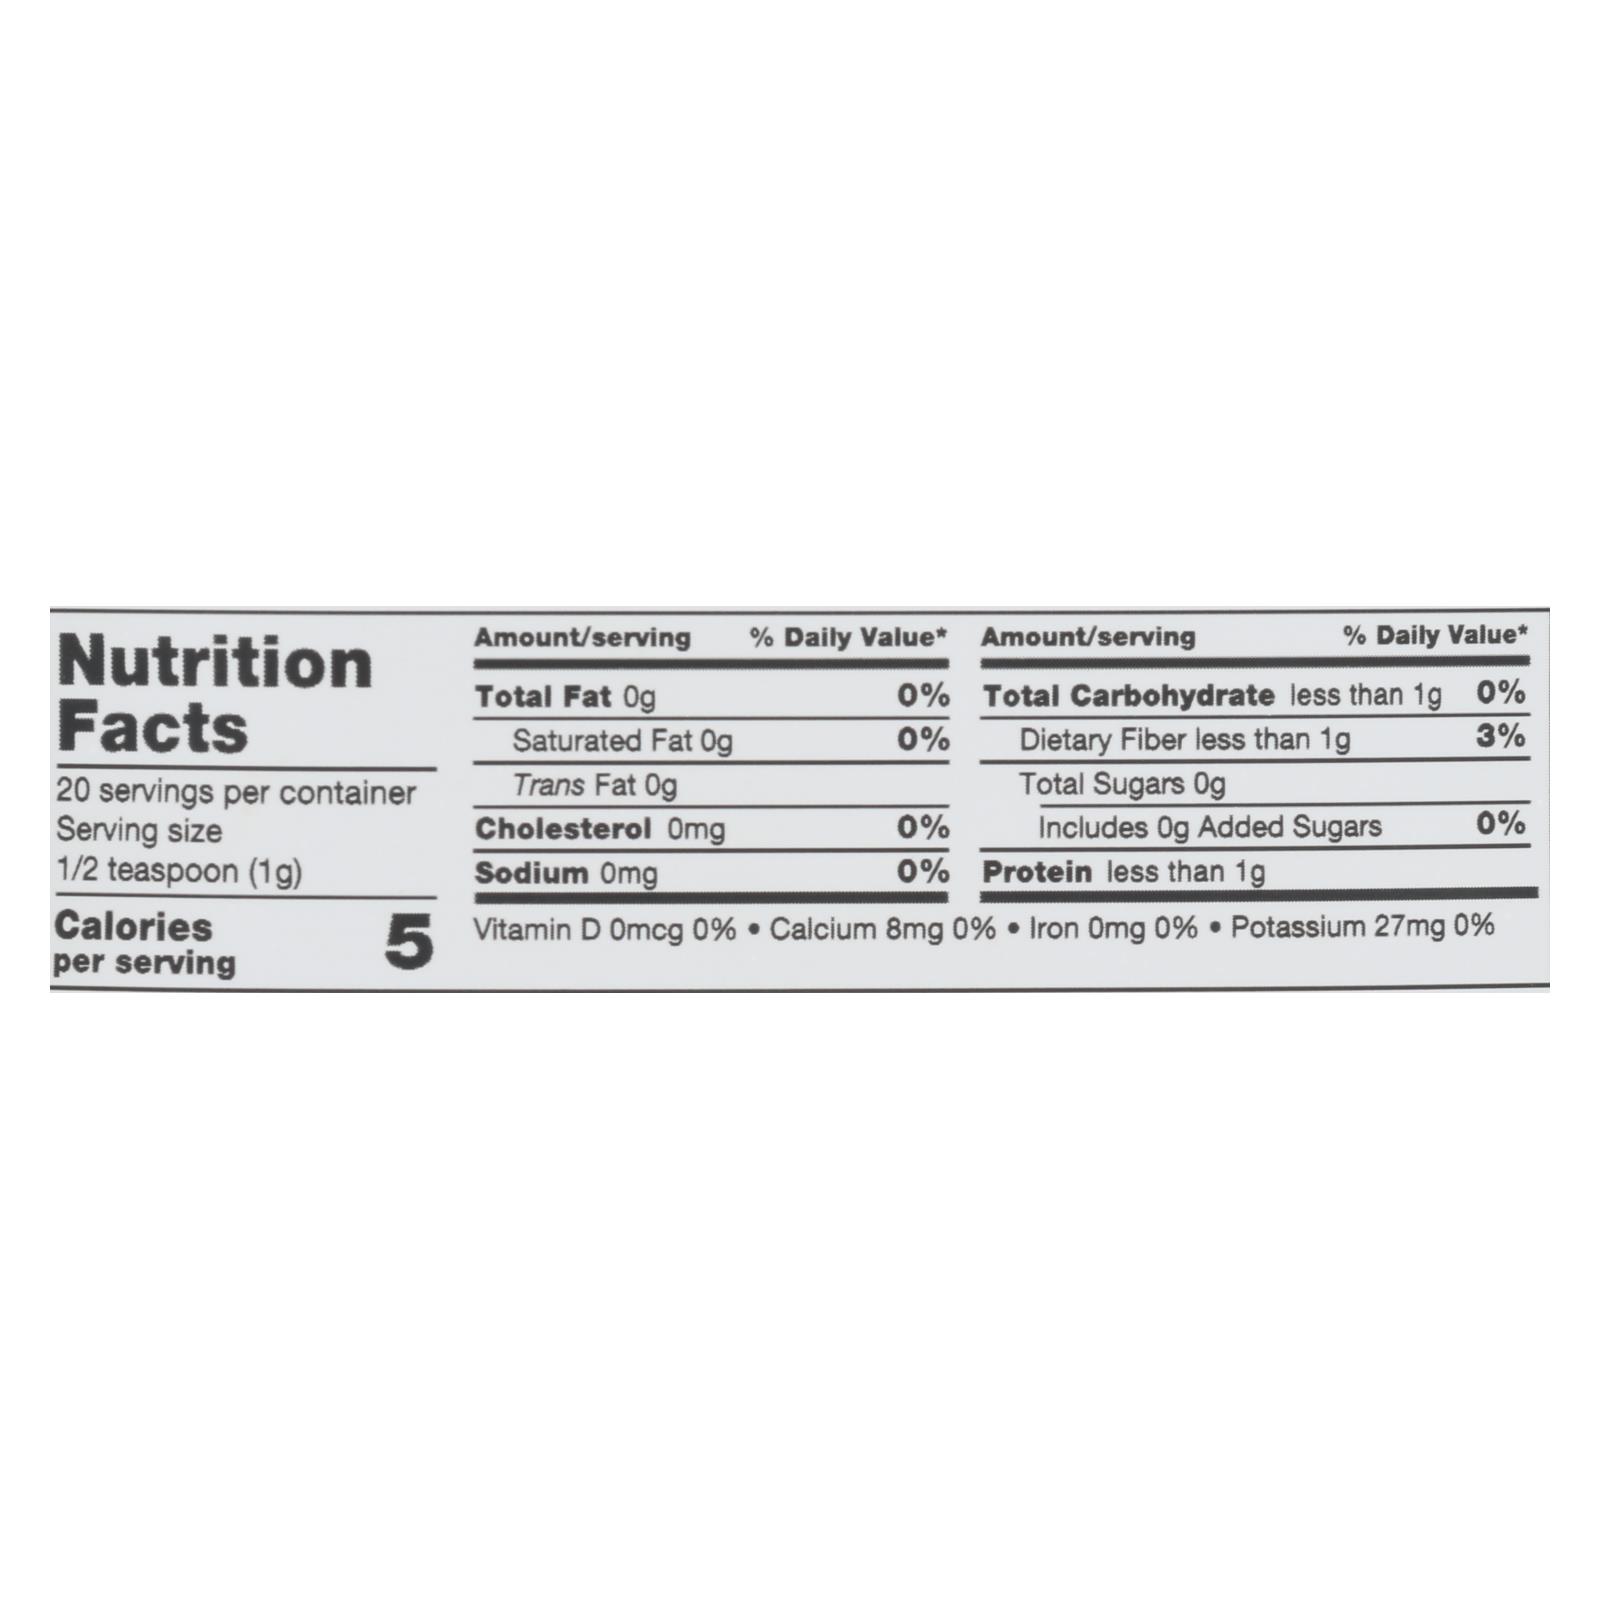 Nutrition
Facts
20 servings per container
Serving size
1/2 teaspoon (1g)
Calories
per serving 5
Amount/serving % Daily Value*
Total Fat 0g 0%
Saturated Fat 0g 0%
Trans Fat 0g
Cholesterol 0mg 0%
Sodium 0mg 0%
Amount/serving % Daily Value*
Total Carbohydrate less than 1g 0%
Dietary Fiber less than 1g 3%
Total Sugars 0g
Includes 0g Added Sugars 0%
Protein less than 1g
Vitamin D 0mcg 0% • Calcium 8mg 0% • Iron 0mg 0% • Potassium 27mg 0%